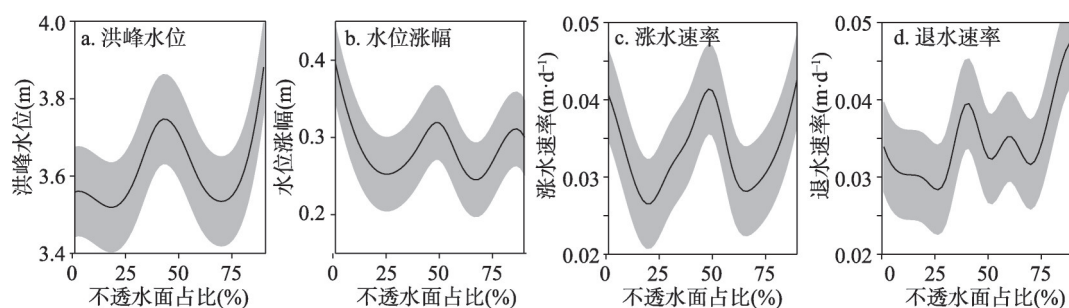 a. 洪峰水位
洪峰水位(m)
4.0
3.8
3.6
3.4
0
25
50
75
不透水面占比(%)
b. 水位涨幅
水位涨幅(m)
0.4
0.3
0.2
0
25
50
75
不透水面占比(%)
c. 涨水速率
涨水速率(m·d⁻¹)
0.05
0.04
0.03
0.02
0
25
50
75
不透水面占比(%)
d. 退水速率
退水速率(m·d⁻¹)
0.05
0.04
0.03
0.02
0
25
50
75
不透水面占比(%)